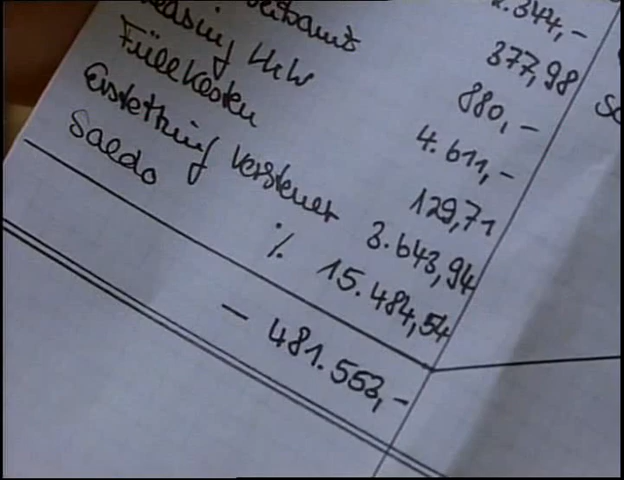 2.344,-
377,98
880,-
Leasing LKW 4.611,-
Füllkosten 129,71
Erstattung Vorsteuer 3.643,94
Saldo ./. 15.484,54
- 481.553,-